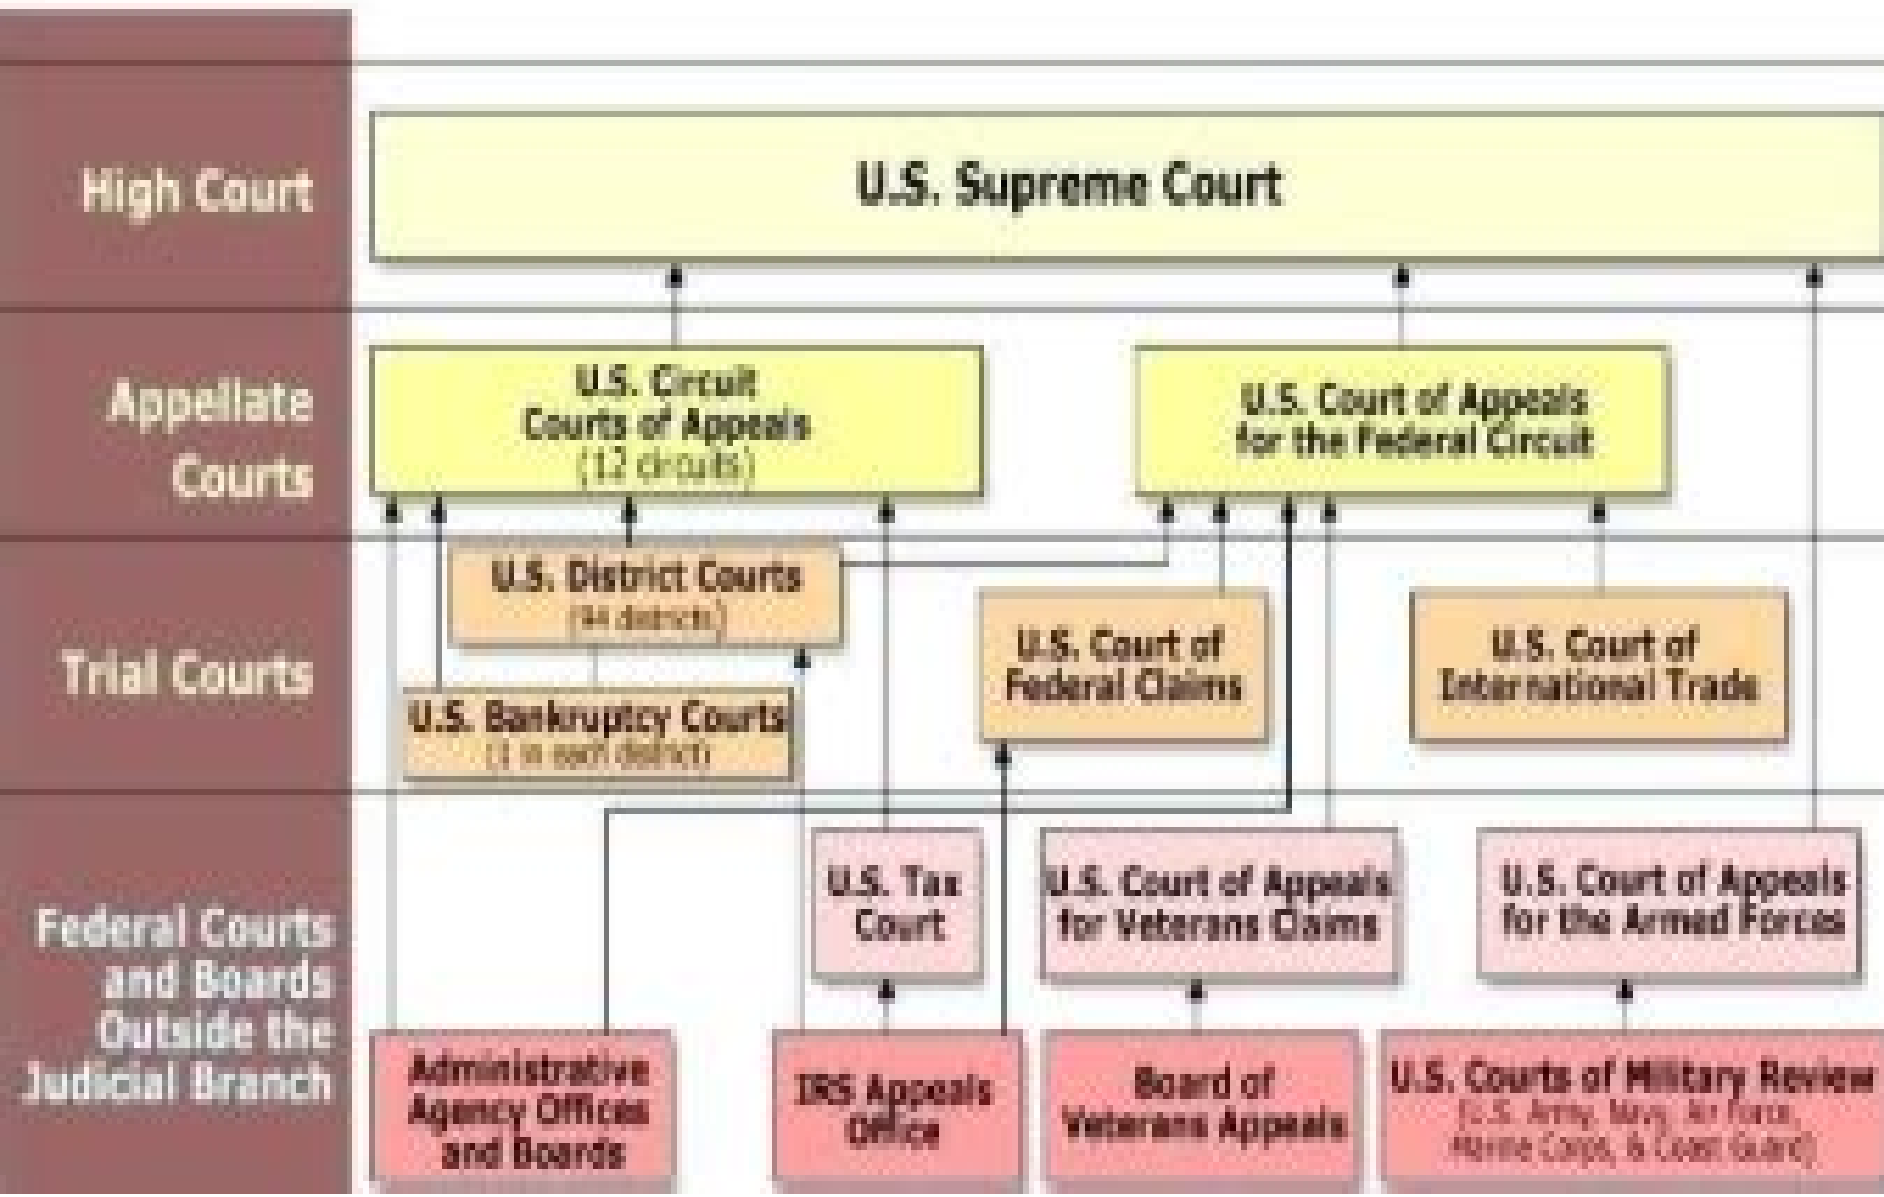 High Court
U.S. Supreme Court
Appellate
Courts
U.S. Circuit
Courts of Appeals
(12 circuits)
U.S. Court of Appeals
for the Federal Circuit
Trial Courts
U.S. District Courts
(94 districts)
U.S. Bankruptcy Courts
(1 in each district)
U.S. Court of
Federal Claims
U.S. Court of
International Trade
Federal Courts
and Boards
Outside the
Judicial Branch
U.S. Tax
Court
U.S. Court of Appeals
for Veterans Claims
U.S. Court of Appeals
for the Armed Forces
Administrative
Agency Offices
and Boards
IRS Appeals
Office
Board of
Veterans Appeals
U.S. Courts of Military Review
(U.S. Army, Navy, Air Force,
Marine Corps, & Coast Guard)